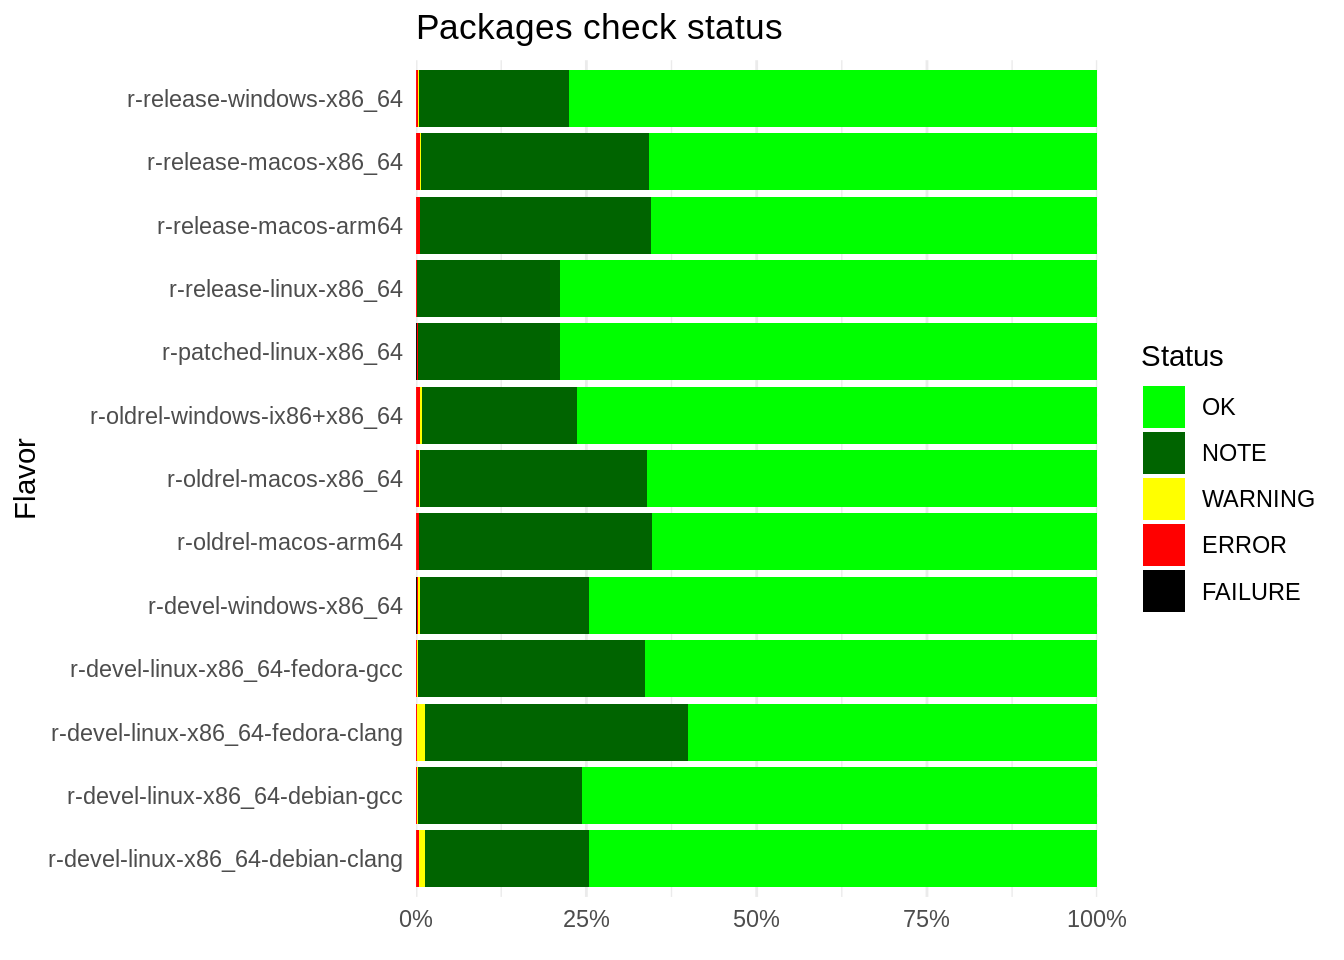 Packages check status
r-release-windows-x86_64
r-release-macos-x86_64
r-release-macos-arm64
r-release-linux-x86_64
r-patched-linux-x86_64
r-oldrel-windows-ix86+x86_64
r-oldrel-macos-x86_64
r-oldrel-macos-arm64
r-devel-windows-x86_64
r-devel-linux-x86_64-fedora-gcc
r-devel-linux-x86_64-fedora-clang
r-devel-linux-x86_64-debian-gcc
r-devel-linux-x86_64-debian-clang
Flavor
0% 25% 50% 75% 100%
Status
OK
NOTE
WARNING
ERROR
FAILURE